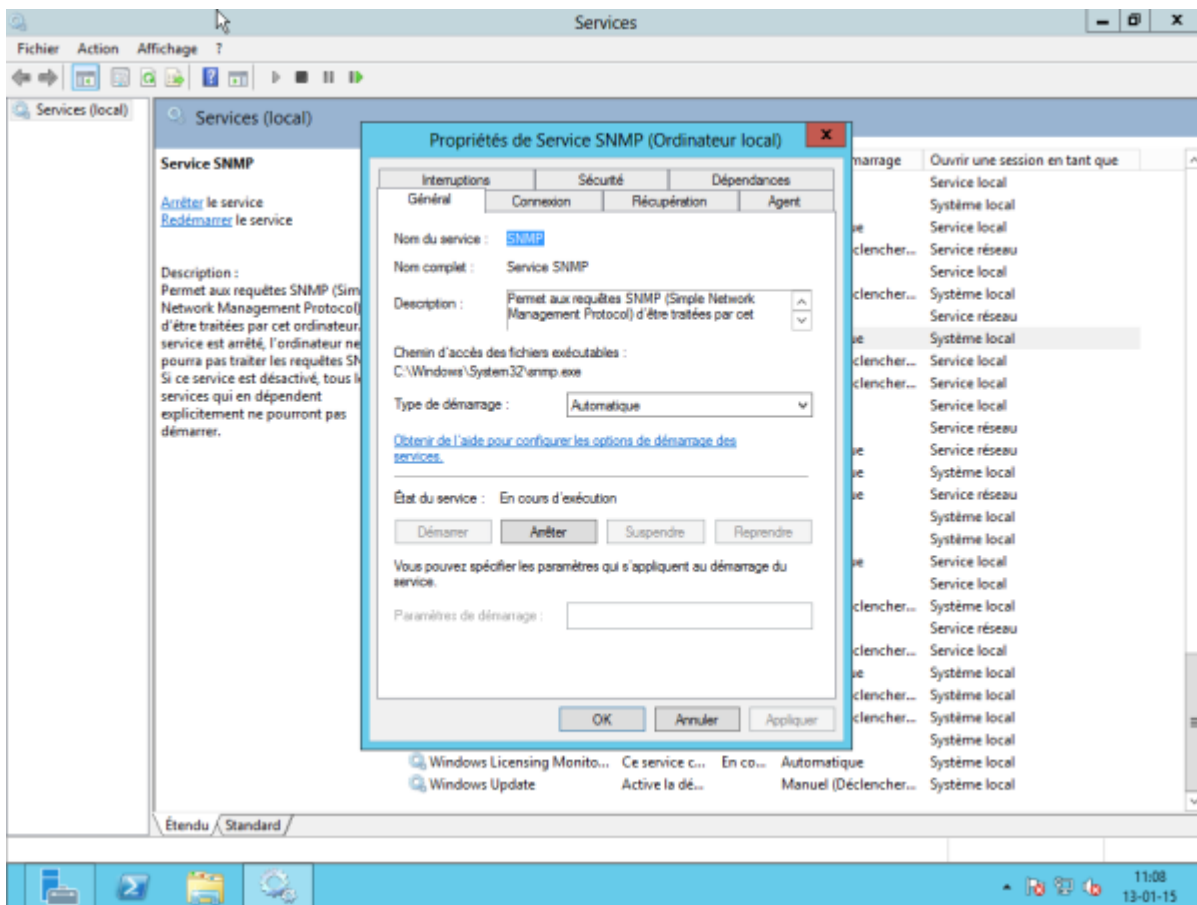 Services
Fichier Action Affichage ?
Services (local)
Services (local)
Service SNMP
Arrêter le service
Redémarrer le service
Description :
Permet aux requêtes SNMP (Sim
Network Management Protocol)
d'être traitées par cet ordinateur.
service est arrêté, l'ordinateur ne
pourra pas traiter les requêtes SN
Si ce service est désactivé, tous l
services qui en dépendent
explicitement ne pourront pas
démarrer.
Propriétés de Service SNMP (Ordinateur local)
Interruptions Sécurité Dépendances
Général Connexion Récupération Agent
Nom du service : SNMP
Nom complet : Service SNMP
Description : Permet aux requêtes SNMP (Simple Network
Management Protocol) d'être traitées par cet
Chemin d'accès des fichiers exécutables :
C:\Windows\System32\snmp.exe
Type de démarrage : Automatique
Obtenir de l'aide pour configurer les options de démarrage des
services.
État du service : En cours d'exécution
Démarrer Arrêter Suspendre Reprendre
Vous pouvez spécifier les paramètres qui s'appliquent au démarrage du
service.
Paramètres de démarrage :
OK Annuler Appliquer
marrage Ouvrir une session en tant que
Service local
Système local
ue Service local
clencher... Service réseau
Service local
clencher... Système local
Service réseau
ue Système local
clencher... Service local
clencher... Service local
Service local
Service réseau
ue Service réseau
ue Système local
ue Service réseau
Système local
Système local
ue Service local
Service local
clencher... Système local
Service réseau
clencher... Service local
ue Système local
clencher... Système local
clencher... Système local
Système local
Windows Licensing Monito... Ce service c... En co... Automatique Système local
Windows Update Active la dé... Manuel (Déclencher... Système local
Étendu Standard
11:08
13-01-15